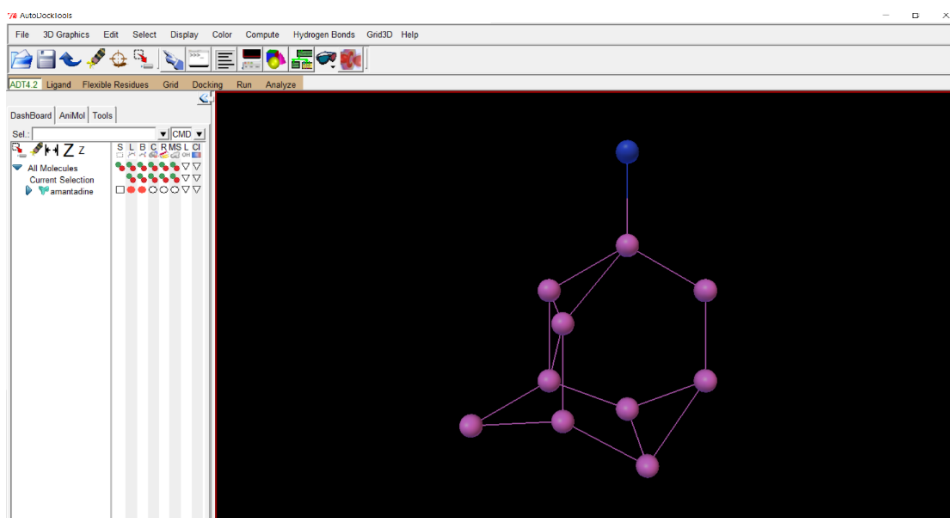 AutoDockTools
File 3D Graphics Edit Select Display Color Compute Hydrogen Bonds Grid3D Help
ADT4.2 Ligand Flexible Residues Grid Docking Run Analyze
DashBoard AniMol Tools
Sel.: CMD
Z Z S L B C R MS L Cl
All Molecules
Current Selection
amantadine